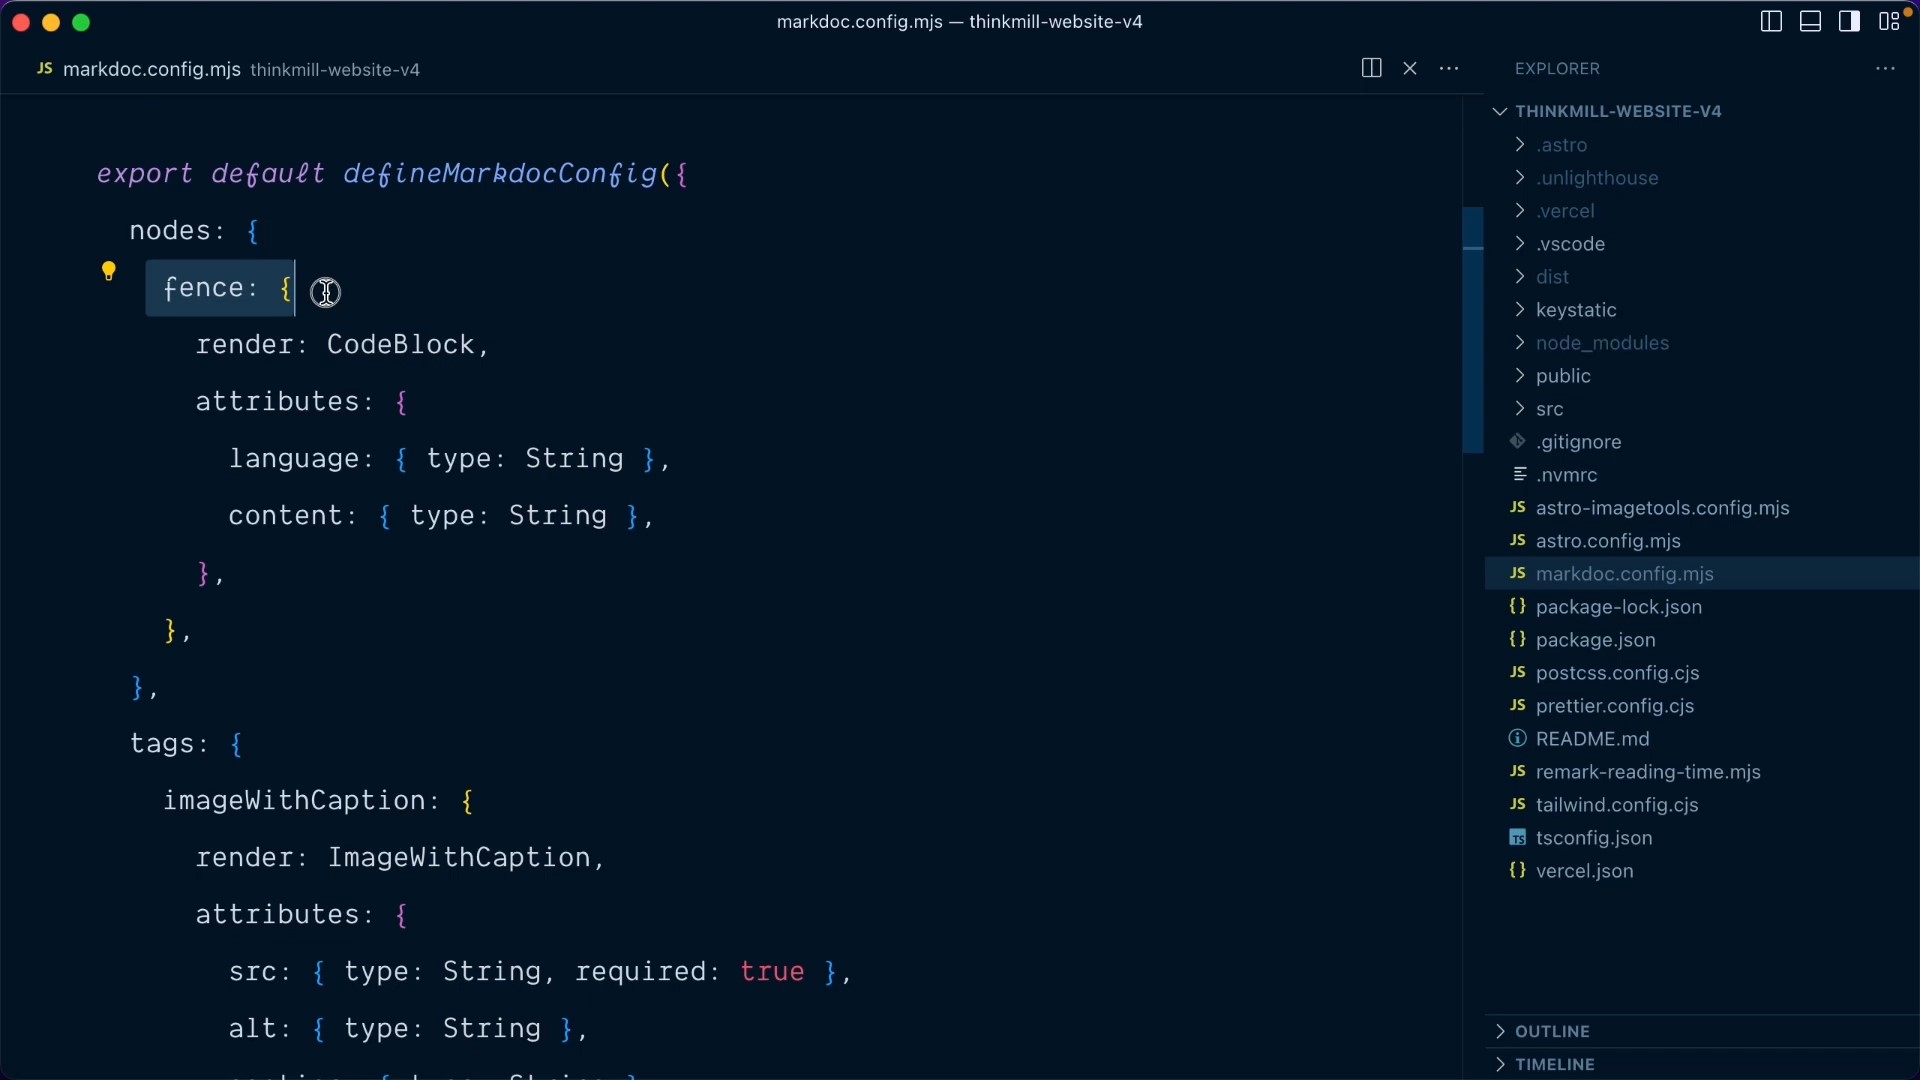 markdoc.config.mjs — thinkmill-website-v4
JS markdoc.config.mjs thinkmill-website-v4
export default defineMarkdocConfig({
nodes: {
fence: {
render: CodeBlock,
attributes: {
language: { type: String },
content: { type: String },
},
},
},
tags: {
imageWithCaption: {
render: ImageWithCaption,
attributes: {
src: { type: String, required: true },
alt: { type: String },
EXPLORER
THINKMILL-WEBSITE-V4
.astro
.unlighthouse
.vercel
.vscode
dist
keystatic
node_modules
public
src
.gitignore
.nvmrc
JS astro-imagetools.config.mjs
JS astro.config.mjs
JS markdoc.config.mjs
{} package-lock.json
{} package.json
JS postcss.config.cjs
JS prettier.config.cjs
README.md
JS remark-reading-time.mjs
JS tailwind.config.cjs
TS tsconfig.json
{} vercel.json
OUTLINE
TIMELINE